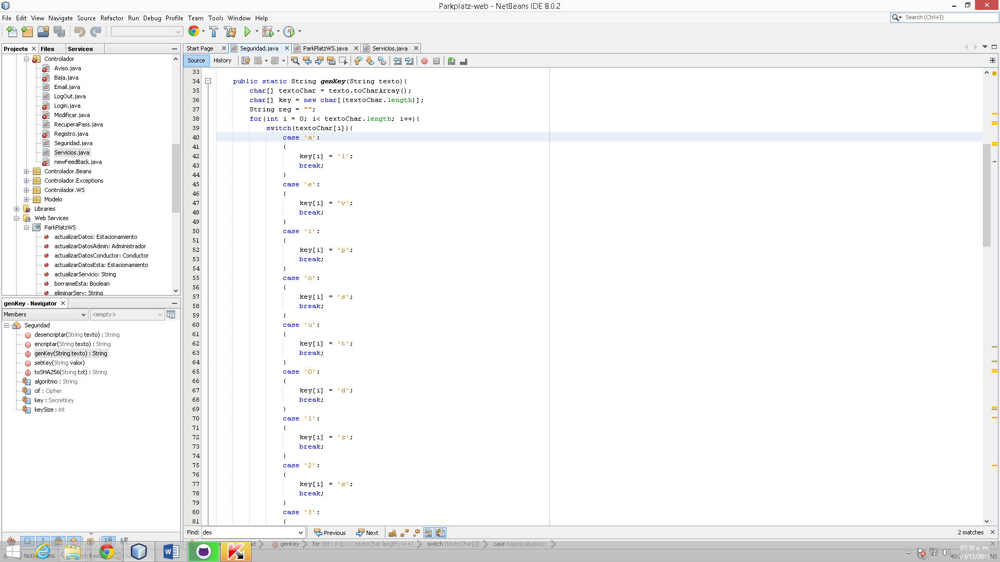 Parkplatz-web - NetBeans IDE 8.0.2
File Edit View Navigate Source Refactor Run Debug Profile Team Tools Window Help
Search (Ctrl+I)
Projects Files Services
Controlador
Aviso.java
Baja.java
Email.java
LogOut.java
Login.java
Modificar.java
RecuperaPass.java
Registro.java
Seguridad.java
Servicios.java
newFeedBack.java
Controlador.Beans
Controlador.Exceptions
Controlador.WS
Modelo
Libraries
Web Services
ParkPlatzWS
actualizarDatos: Estacionamiento
actualizarDatosAdmin: Administrador
actualizarDatosConductor: Conductor
actualizarDatosEsta: Estacionamiento
actualizarServicio: String
borrameEsta: Boolean
eliminarServ: String
genKey - Navigator
Members <empty>
Seguridad
desencriptar(String texto) : String
encriptar(String texto) : String
genKey(String texto) : String
setKey(String valor)
toSHA256(String txt) : String
algoritmo : String
cif : Cipher
key : SecretKey
keySize : int
Start Page Seguridad.java ParkPlatzWS.java Servicios.java
Source History
33
34 public static String genKey(String texto){
35 char[] textoChar = texto.toCharArray();
36 char[] key = new char[(textoChar.length)];
37 String reg = "";
38 for(int i = 0; i< textoChar.length; i++){
39 switch(textoChar[i]){
40 case 'a':
41 {
42 key[i] = 'l';
43 break;
44 }
45 case 'e':
46 {
47 key[i] = 'v';
48 break;
49 }
50 case 'i':
51 {
52 key[i] = 'p';
53 break;
54 }
55 case 'o':
56 {
57 key[i] = 's';
58 break;
59 }
60 case 'u':
61 {
62 key[i] = 't';
63 break;
64 }
65 case '0':
66 {
67 key[i] = 'd';
68 break;
69 }
70 case '1':
71 {
72 key[i] = 'z';
73 break;
74 }
75 case '2':
76 {
77 key[i] = 's';
78 break;
79 }
80 case '3':
81 {
Find: des Previous Next 2 matches
genKey for (int i = 0; i < textoChar.length; i++) switch (textoChar[i]) case &apos;a&apos;:
07:30 a. m.